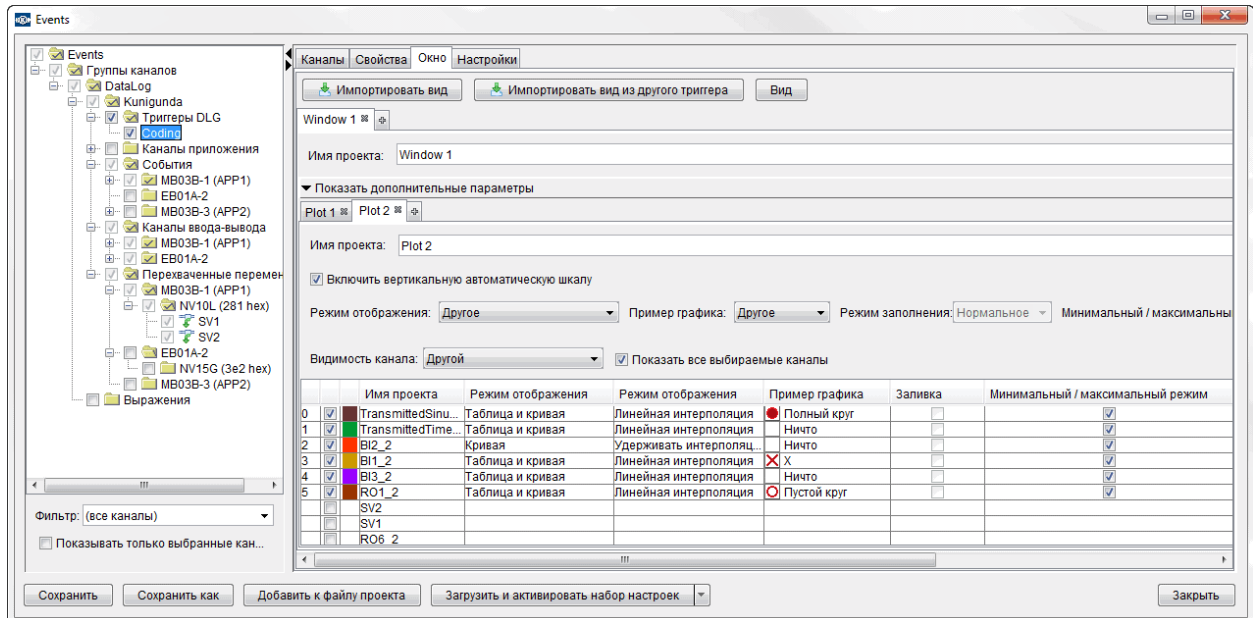 Events
Events
Группы каналов
DataLog
Kunigunda
Триггеры DLG
Coding
Каналы приложения
События
MB03B-1 (APP1)
EB01A-2
MB03B-3 (APP2)
Каналы ввода-вывода
MB03B-1 (APP1)
EB01A-2
Перехваченные перемен
MB03B-1 (APP1)
NV10L (281 hex)
SV1
SV2
EB01A-2
NV15G (3e2 hex)
MB03B-3 (APP2)
Выражения
Фильтр: (все каналы)
Показывать только выбранные кан...
Каналы Свойства Окно Настройки
Импортировать вид Импортировать вид из другого триггера Вид
Window 1
Имя проекта: Window 1
Показать дополнительные параметры
Plot 1 Plot 2
Имя проекта: Plot 2
Включить вертикальную автоматическую шкалу
Режим отображения: Другое Пример графика: Другое Режим заполнения: Нормальное Минимальный / максимальны
Видимость канала: Другой Показать все выбираемые каналы
Имя проекта Режим отображения Режим отображения Пример графика Заливка Минимальный / максимальный режим
0 TransmittedSinu... Таблица и кривая Линейная интерполяция Полный круг
1 TransmittedTime... Таблица и кривая Линейная интерполяция Ничто
2 BI2_2 Кривая Удерживать интерполяц... Ничто
3 BI1_2 Таблица и кривая Линейная интерполяция X
4 BI3_2 Таблица и кривая Линейная интерполяция Ничто
5 RO1_2 Таблица и кривая Линейная интерполяция Пустой круг
SV2
SV1
RO6_2
Сохранить Сохранить как Добавить к файлу проекта Загрузить и активировать набор настроек Закрыть